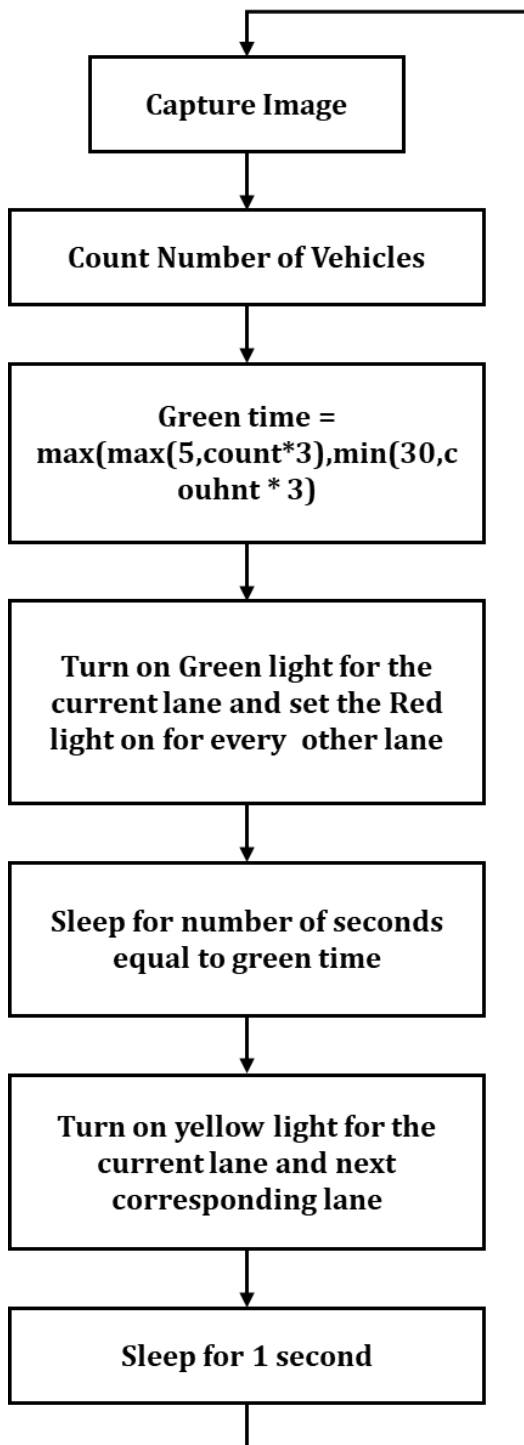 Capture Image
Count Number of Vehicles
Green time =
max(max(5,count*3),min(30,c
ouhnt * 3)
Turn on Green light for the
current lane and set the Red
light on for every other lane
Sleep for number of seconds
equal to green time
Turn on yellow light for the
current lane and next
corresponding lane
Sleep for 1 second